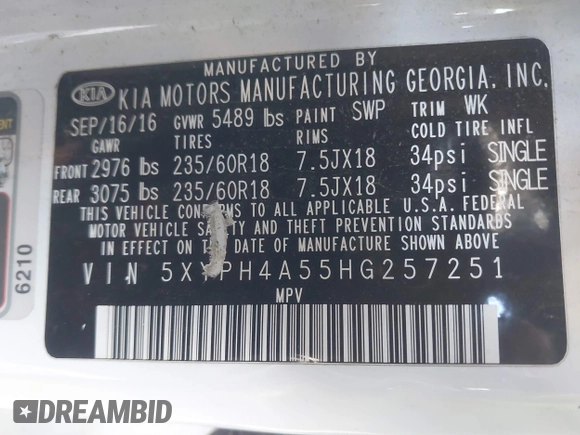 MANUFACTURED BY
KIA KIA MOTORS MANUFACTURING GEORGIA, INC.
SEP/16/16 GVWR 5489 lbs PAINT SWP TRIM WK
GAWR TIRES RIMS COLD TIRE INFL
FRONT 2976 lbs 235/60R18 7.5JX18 34psi SINGLE
REAR 3075 lbs 235/60R18 7.5JX18 34psi SINGLE
THIS VEHICLE CONFORMS TO ALL APPLICABLE U.S.A. FEDERAL
MOTOR VEHICLE SAFETY AND THEFT PREVENTION STANDARDS
IN EFFECT ON THE DATE OF MANUFACTURE SHOWN ABOVE.
VIN
MPV
6210
DREAMBID